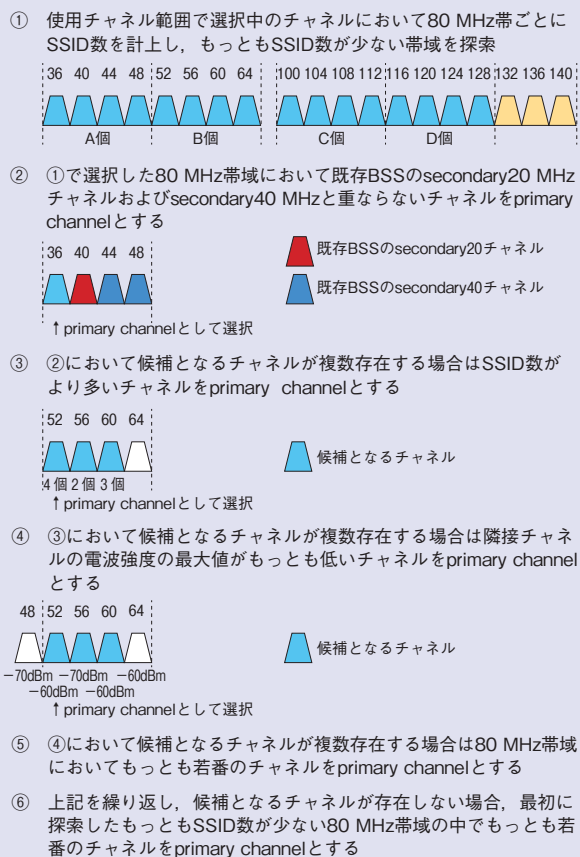 ① 使用チャネル範囲で選択中のチャネルにおいて80 MHz帯ごとに
SSID数を計上し，もっともSSID数が少ない帯域を探索
36 40 44 48 52 56 60 64 100 104 108 112 116 120 124 128 132 136 140
A個 B個 C個 D個
② ①で選択した80 MHz帯域において既存BSSのsecondary20 MHz
チャネルおよびsecondary40 MHzと重ならないチャネルをprimary
channelとする
36 40 44 48
既存BSSのsecondary20チャネル
既存BSSのsecondary40チャネル
↑primary channelとして選択
③ ②において候補となるチャネルが複数存在する場合はSSID数が
より多いチャネルをprimary channelとする
52 56 60 64
候補となるチャネル
4個 2個 3個
↑primary channelとして選択
④ ③において候補となるチャネルが複数存在する場合は隣接チャネ
ルの電波強度の最大値がもっとも低いチャネルをprimary channel
とする
48 52 56 60 64
候補となるチャネル
−70dBm −70dBm −60dBm
−60dBm −60dBm
↑primary channelとして選択
⑤ ④において候補となるチャネルが複数存在する場合は80 MHz帯域
においてもっとも若番のチャネルをprimary channelとする
⑥ 上記を繰り返し，候補となるチャネルが存在しない場合，最初に
探索したもっともSSID数が少ない80 MHz帯域の中でもっとも若
番のチャネルをprimary channelとする